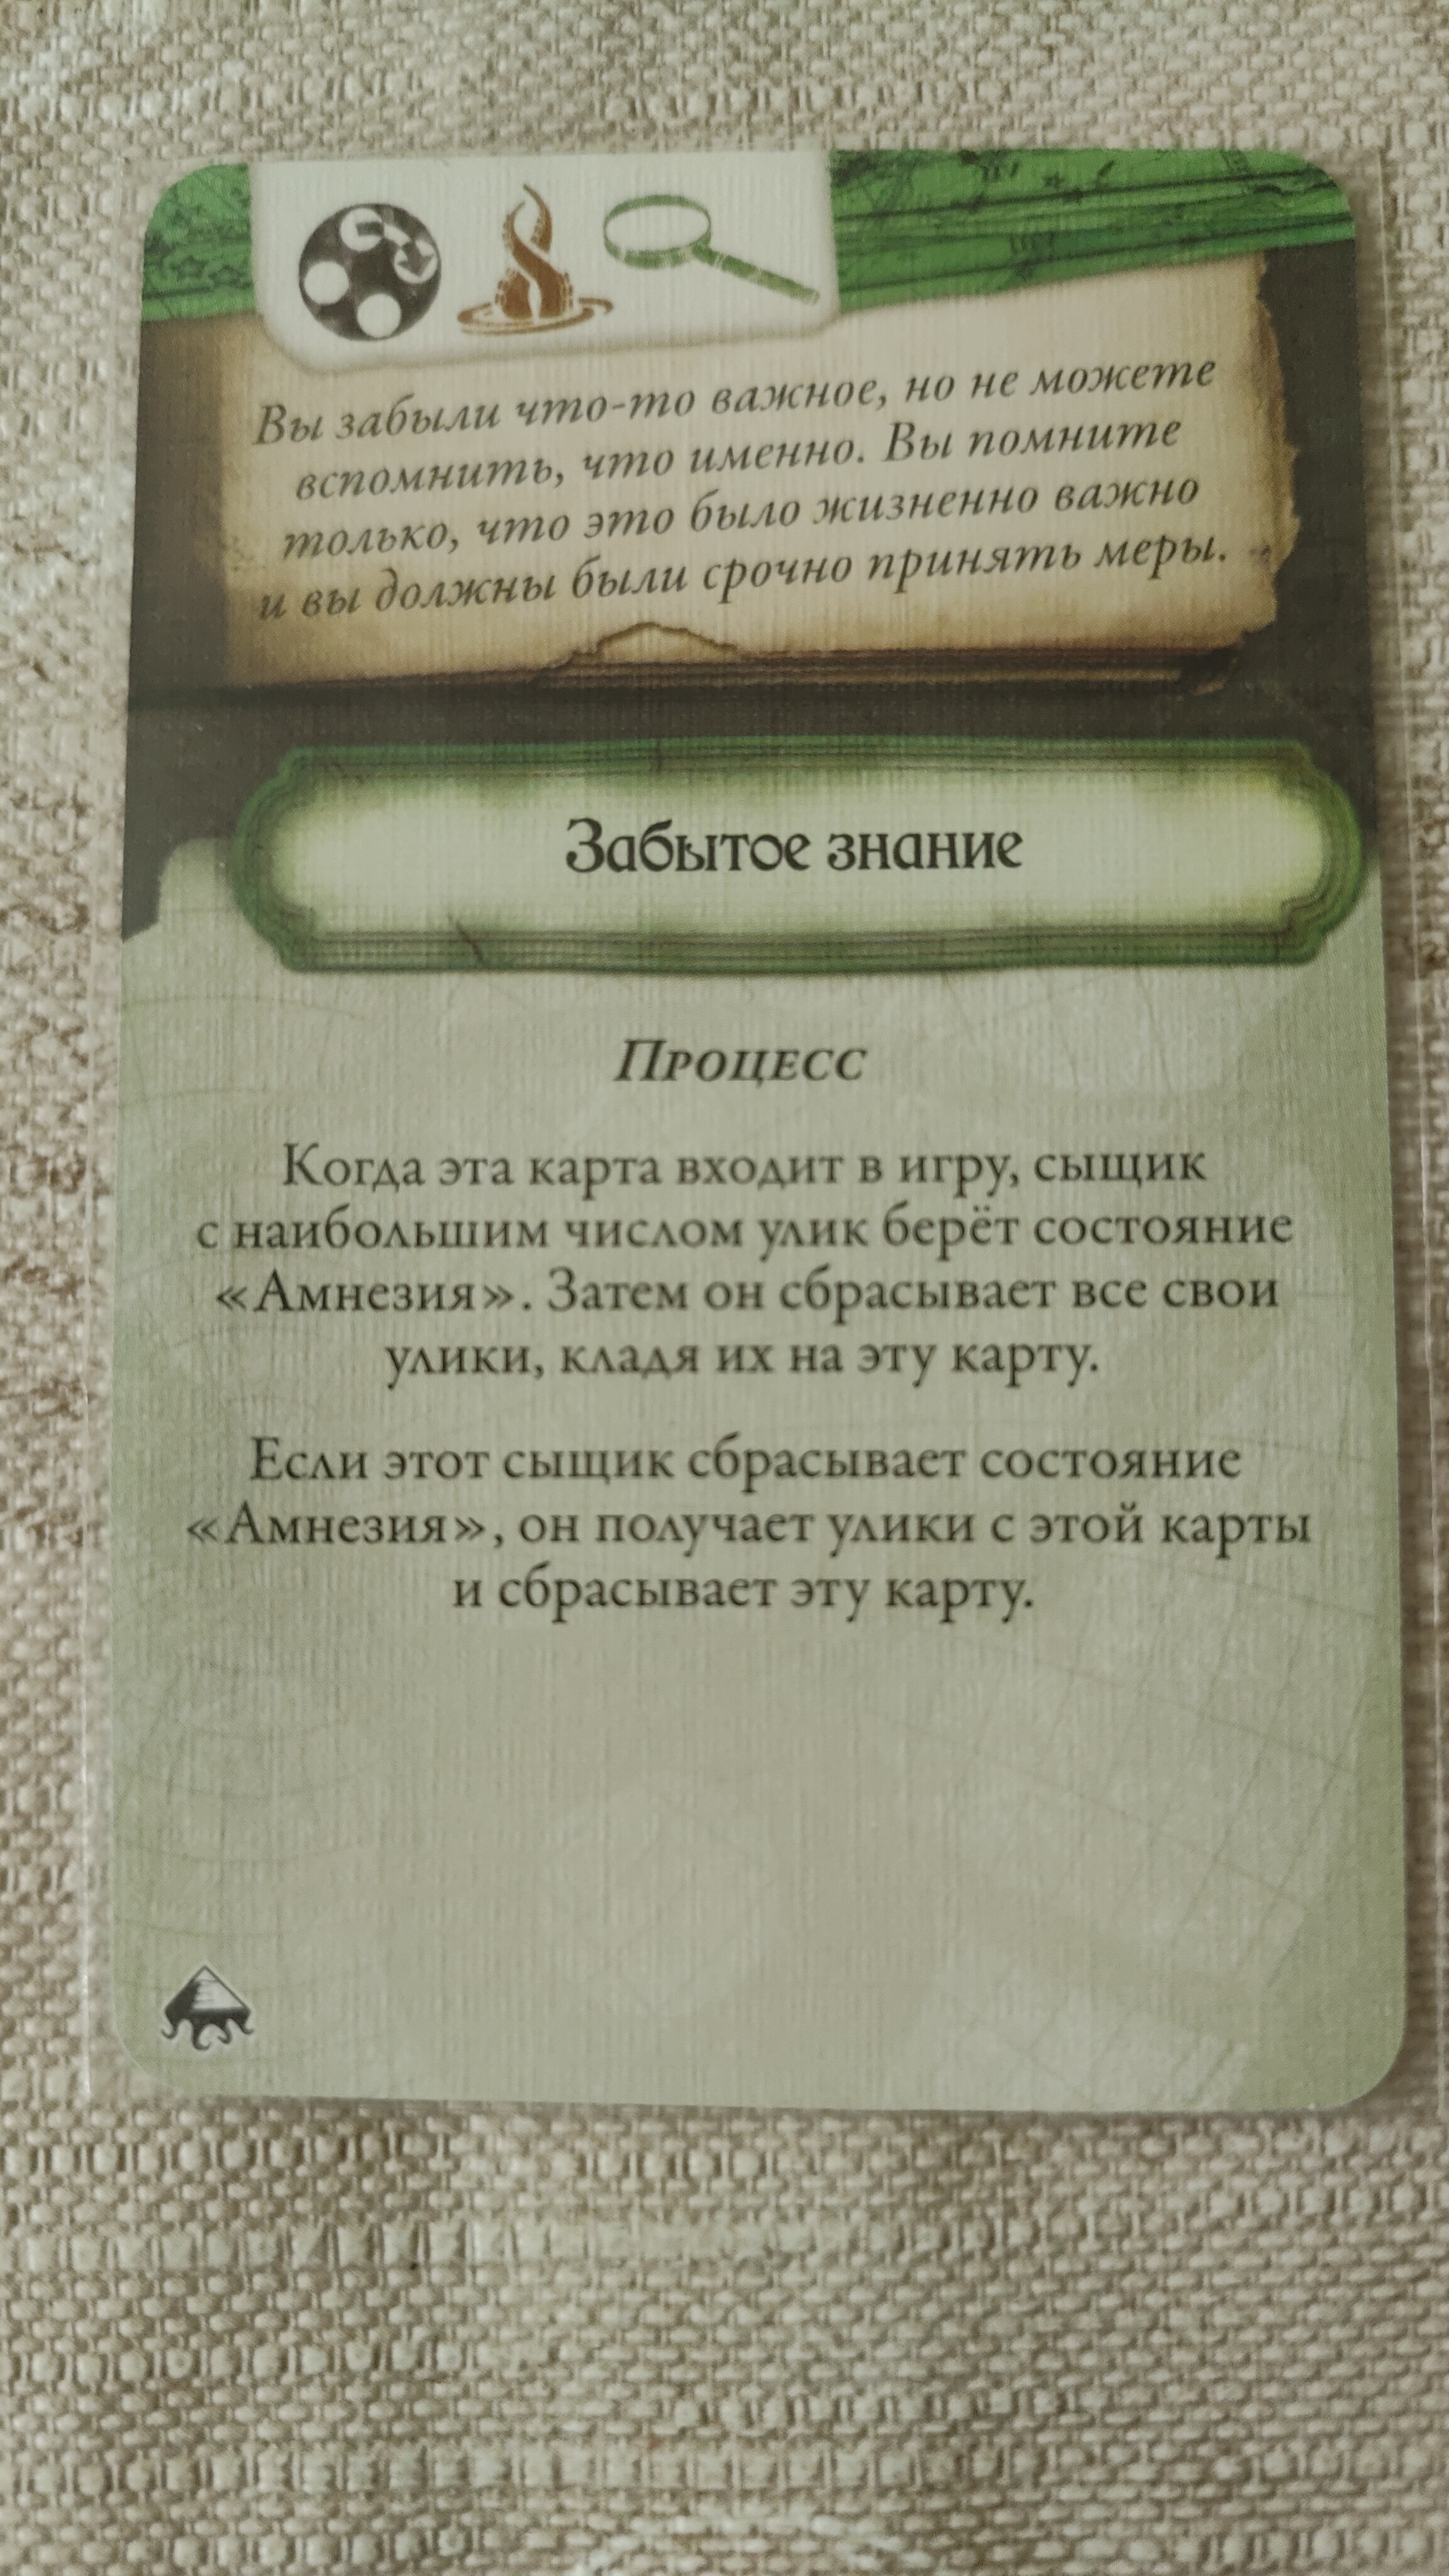 Вы забыли что-то важное, но не можете
вспомнить, что именно. Вы помните
только, что это было жизненно важно
и вы должны были срочно принять меры.
Забытое знание
Процесс
Когда эта карта входит в игру, сыщик
с наибольшим числом улик берёт состояние
«Амнезия». Затем он сбрасывает все свои
улики, кладя их на эту карту.
Если этот сыщик сбрасывает состояние
«Амнезия», он получает улики с этой карты
и сбрасывает эту карту.